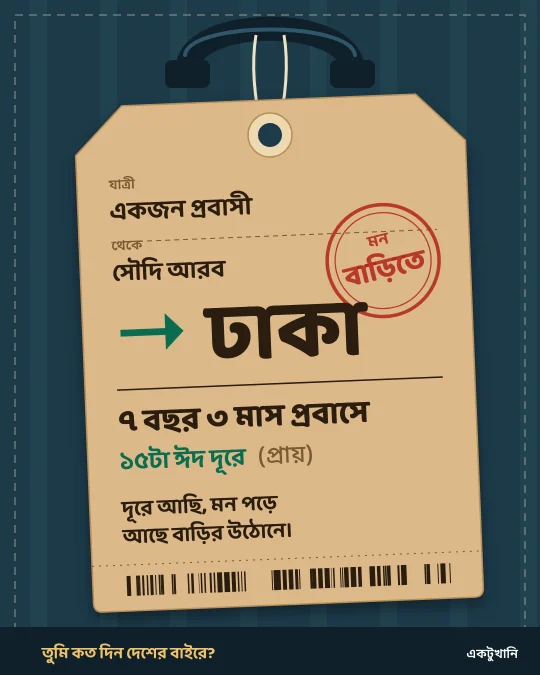 যাত্রী
একজন প্রবাসী
থেকে
সৌদি আরব
মন
বাড়িতে
→ ঢাকা
৭ বছর ৩ মাস প্রবাসে
১৫টা ঈদ দূরে (প্রায়)
দূরে আছি, মন পড়ে
আছে বাড়ির উঠোনে।
তুমি কত দিন দেশের বাইরে?
একটুখানি